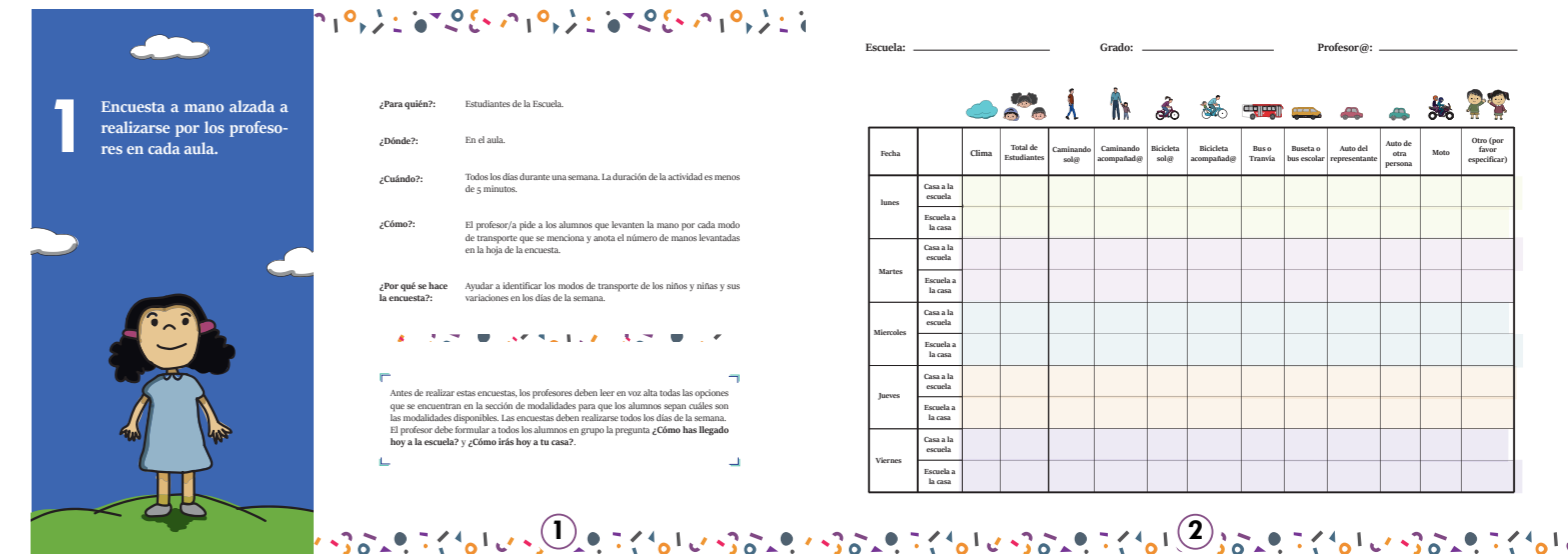 1
Encuesta a mano alzada a
realizarse por los profeso-
res en cada aula.
¿Para quién?: Estudiantes de la Escuela.
¿Dónde?: En el aula.
¿Cuándo?: Todos los días durante una semana. La duración de la actividad es menos
de 5 minutos.
¿Cómo?: El profesor/a pide a los alumnos que levanten la mano por cada modo
de transporte que se menciona y anota el número de manos levantadas
en la hoja de la encuesta.
¿Por qué se hace
la encuesta?:
Ayudar a identificar los modos de transporte de los niños y niñas y sus
variaciones en los días de la semana.
Antes de realizar estas encuestas, los profesores deben leer en voz alta todas las opciones
que se encuentran en la sección de modalidades para que los alumnos sepan cuáles son
las modalidades disponibles. Las encuestas deben realizarse todos los días de la semana.
El profesor debe formular a todos los alumnos en grupo la pregunta ¿Cómo has llegado
hoy a la escuela? y ¿Cómo irás hoy a tu casa?.
1
Escuela: Grado: Profesor@:
Fecha
Clima
Total de
Estudiantes
Caminando
sol@
Caminando
acompañad@
Bicicleta
sol@
Bicicleta
acompañad@
Bus o
Tranvia
Buseta o
bus escolar
Auto del
representante
Auto de
otra
persona
Moto
Otro (por
favor
especificar)
lunes
Casa a la
escuela
Escuela a
la casa
Martes
Casa a la
escuela
Escuela a
la casa
Miercoles
Casa a la
escuela
Escuela a
la casa
Jueves
Casa a la
escuela
Escuela a
la casa
Viernes
Casa a la
escuela
Escuela a
la casa
2